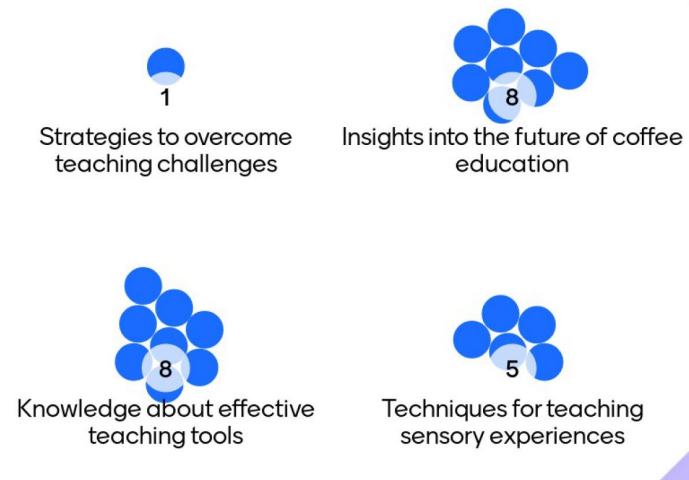 1
Strategies to overcome
teaching challenges
8
Insights into the future of coffee
education
8
Knowledge about effective
teaching tools
5
Techniques for teaching
sensory experiences